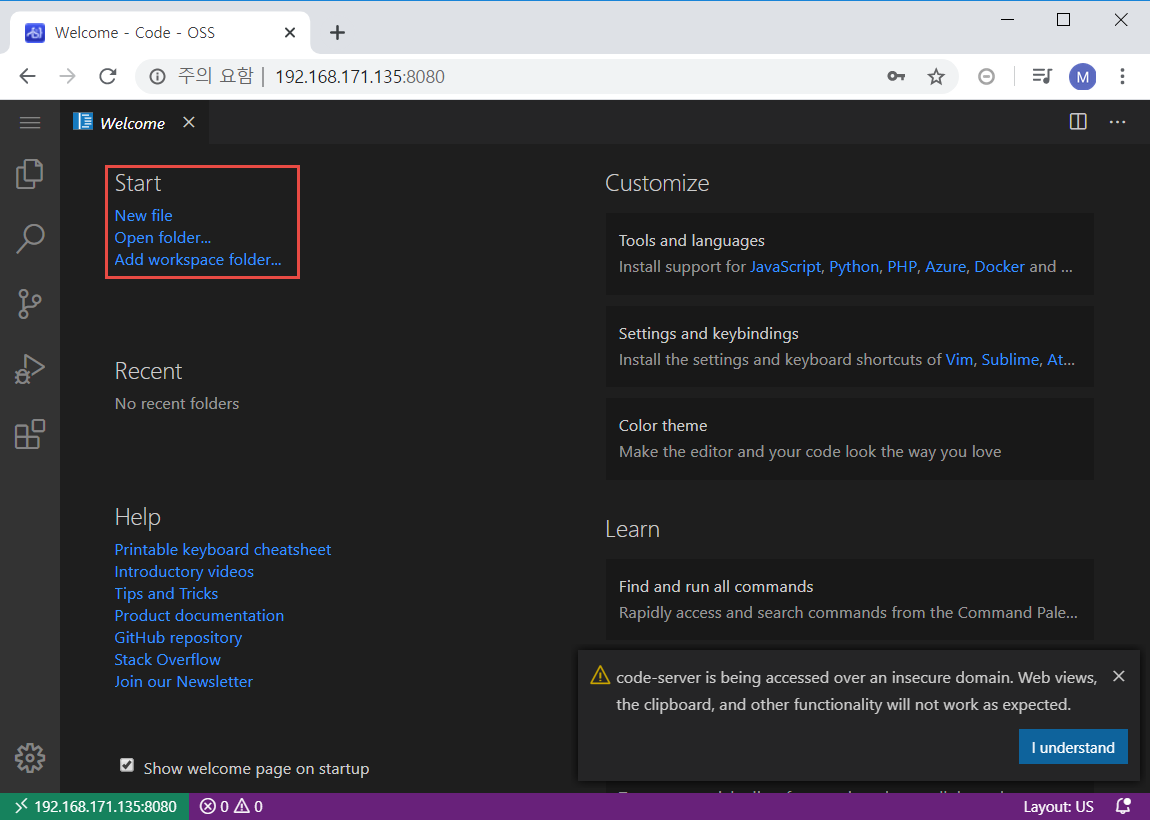 Welcome - Code - OSS
주의 요함 | 192.168.171.135:8080
M
Welcome
Start
New file
Open folder...
Add workspace folder...
Recent
No recent folders
Help
Printable keyboard cheatsheet
Introductory videos
Tips and Tricks
Product documentation
GitHub repository
Stack Overflow
Join our Newsletter
Show welcome page on startup
Customize
Tools and languages
Install support for JavaScript, Python, PHP, Azure, Docker and ...
Settings and keybindings
Install the settings and keyboard shortcuts of Vim, Sublime, At...
Color theme
Make the editor and your code look the way you love
Learn
Find and run all commands
Rapidly access and search commands from the Command Pale...
code-server is being accessed over an insecure domain. Web views,
the clipboard, and other functionality will not work as expected.
I understand
192.168.171.135:8080
0
0
Layout: US